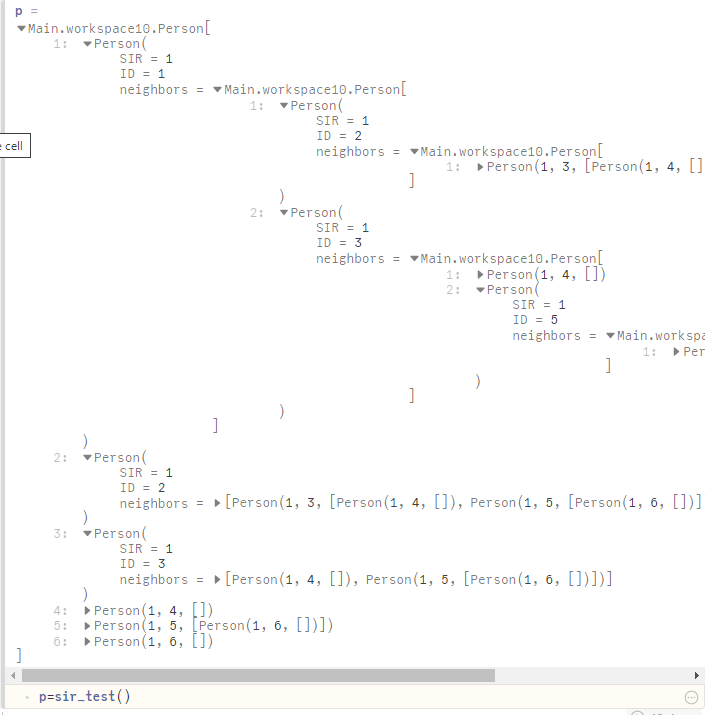 p =
▼Main.workspace10.Person[
1: ▼Person(
SIR = 1
ID = 1
neighbors = ▼Main.workspace10.Person[
1: ▼Person(
SIR = 1
ID = 2
e cell
neighbors = ▼Main.workspace10.Person[
1: ▶Person(1, 3, [Person(1, 4, []
]
)
2: ▼Person(
SIR = 1
ID = 3
neighbors = ▼Main.workspace10.Person[
1: ▶Person(1, 4, [])
2: ▼Person(
SIR = 1
ID = 5
neighbors = ▼Main.workspa
1: ▶Per
]
)
]
)
]
)
2: ▼Person(
SIR = 1
ID = 2
neighbors = ▶[Person(1, 3, [Person(1, 4, []), Person(1, 5, [Person(1, 6, [])]
)
3: ▼Person(
SIR = 1
ID = 3
neighbors = ▶[Person(1, 4, []), Person(1, 5, [Person(1, 6, [])])]
)
4: ▶Person(1, 4, [])
5: ▶Person(1, 5, [Person(1, 6, [])])
6: ▶Person(1, 6, [])
]
p=sir_test()